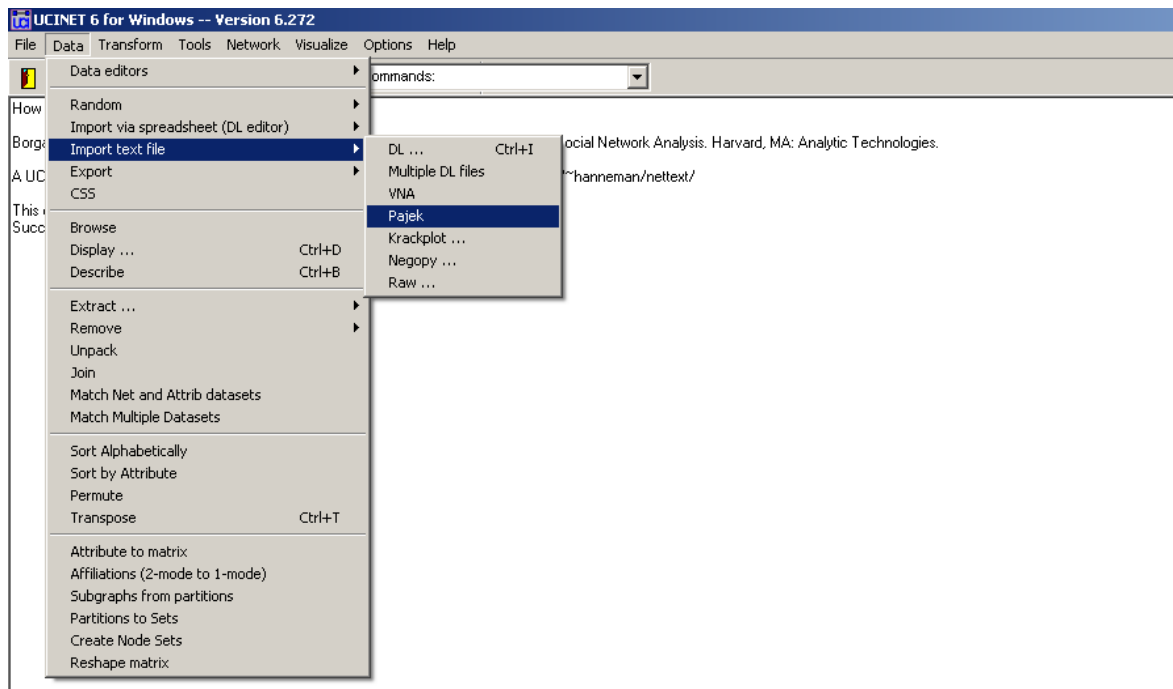 UCINET 6 for Windows -- Version 6.272
File Data Transform Tools Network Visualize Options Help
ommands:
Data editors
Random
Import via spreadsheet (DL editor)
Import text file
Export
CSS
Browse
Display ... Ctrl+D
Describe Ctrl+B
Extract ...
Remove
Unpack
Join
Match Net and Attrib datasets
Match Multiple Datasets
Sort Alphabetically
Sort by Attribute
Permute
Transpose Ctrl+T
Attribute to matrix
Affiliations (2-mode to 1-mode)
Subgraphs from partitions
Partitions to Sets
Create Node Sets
Reshape matrix
DL ... Ctrl+I
Multiple DL files
VNA
Pajek
Krackplot ...
Negopy ...
Raw ...
How
Borga ocial Network Analysis. Harvard, MA: Analytic Technologies.
A UC /~hanneman/nettext/
This
Succ